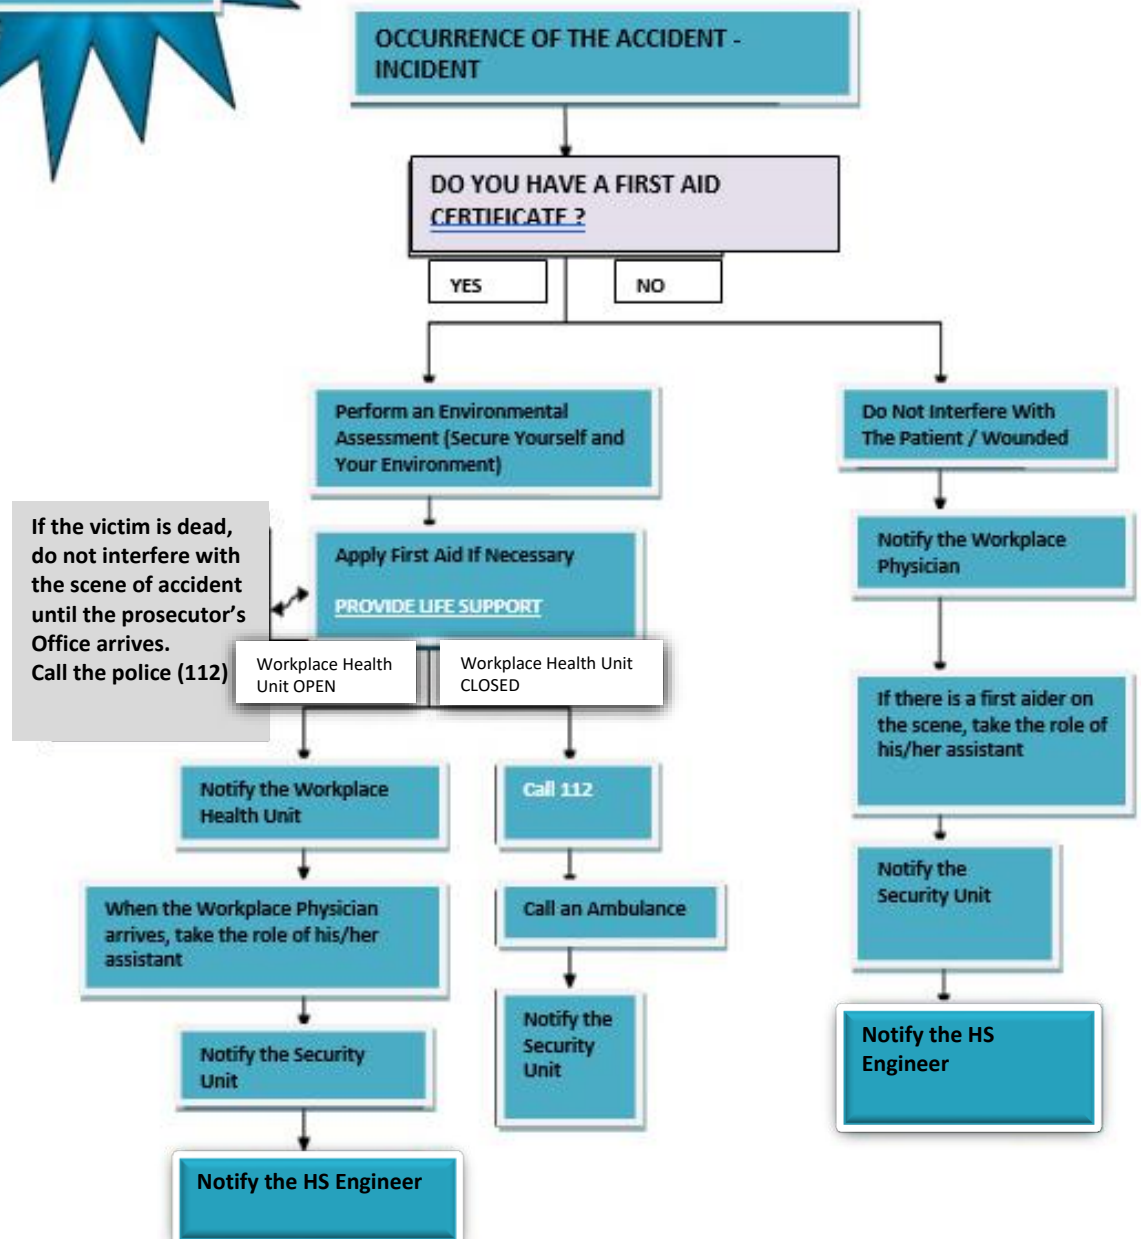 OCCURRENCE OF THE ACCIDENT -
INCIDENT
DO YOU HAVE A FIRST AID
CERTIFICATE ?
YES
NO
Perform an Environmental
Assessment (Secure Yourself and
Your Environment)
Do Not Interfere With
The Patient / Wounded
If the victim is dead,
do not interfere with
the scene of accident
until the prosecutor's
Office arrives.
Call the police (112)
Apply First Aid If Necessary
PROVIDE LIFE SUPPORT
Notify the Workplace
Physician
Workplace Health
Unit OPEN
Workplace Health Unit
CLOSED
If there is a first aider on
the scene, take the role of
his/her assistant
Notify the Workplace
Health Unit
Call 112
When the Workplace Physician
arrives, take the role of his/her
assistant
Call an Ambulance
Notify the
Security Unit
Notify the Security
Unit
Notify the
Security
Unit
Notify the HS
Engineer
Notify the HS Engineer